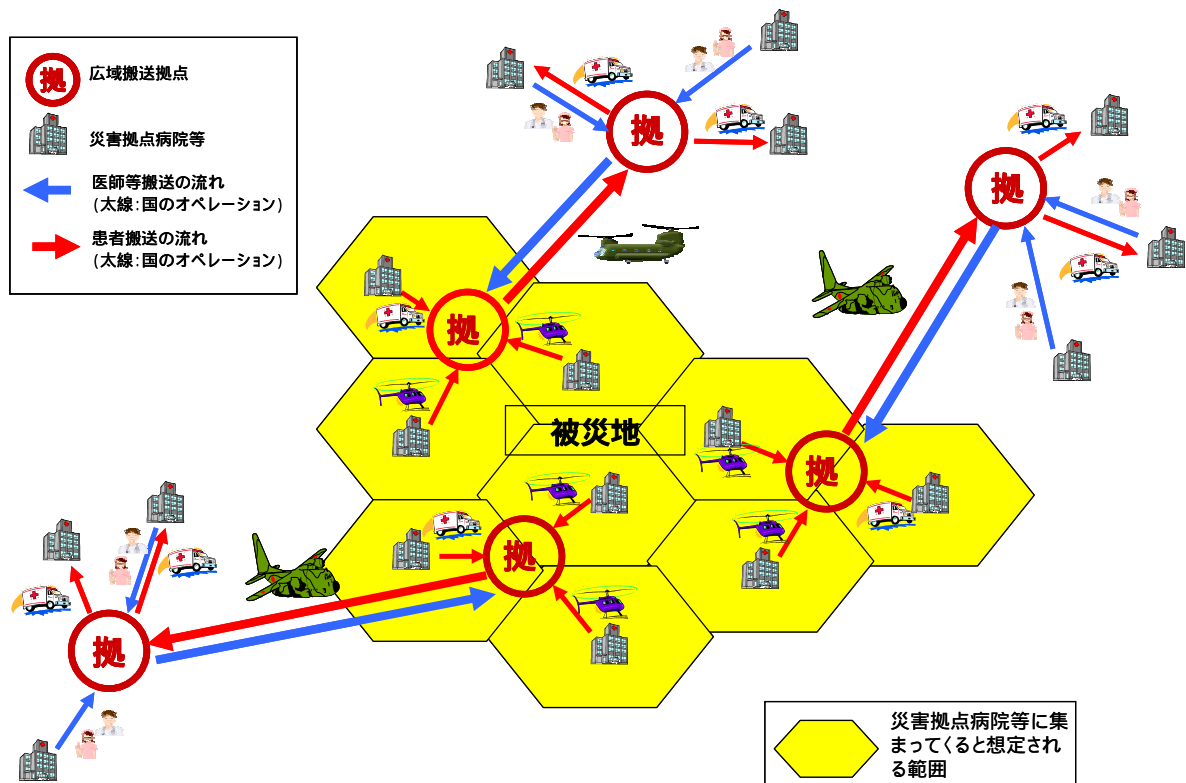 拠 広域搬送拠点
災害拠点病院等
医師等搬送の流れ
(太線:国のオペレーション)
患者搬送の流れ
(太線:国のオペレーション)
拠
拠
拠
被災地
拠
拠
拠
災害拠点病院等に集
まってくると想定され
る範囲